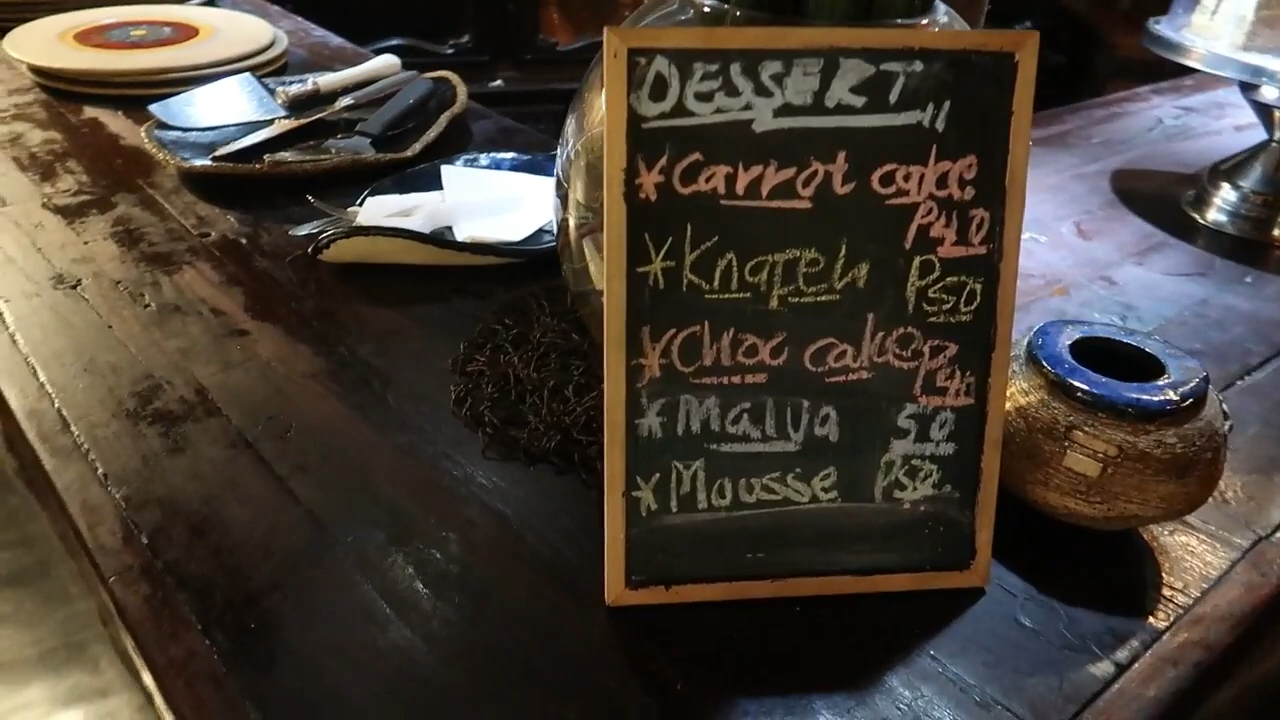 DESSERT
*Carrot cake
P40
*Knafeh P50
*Choc cake P40
*Malva 50
*Mousse P50